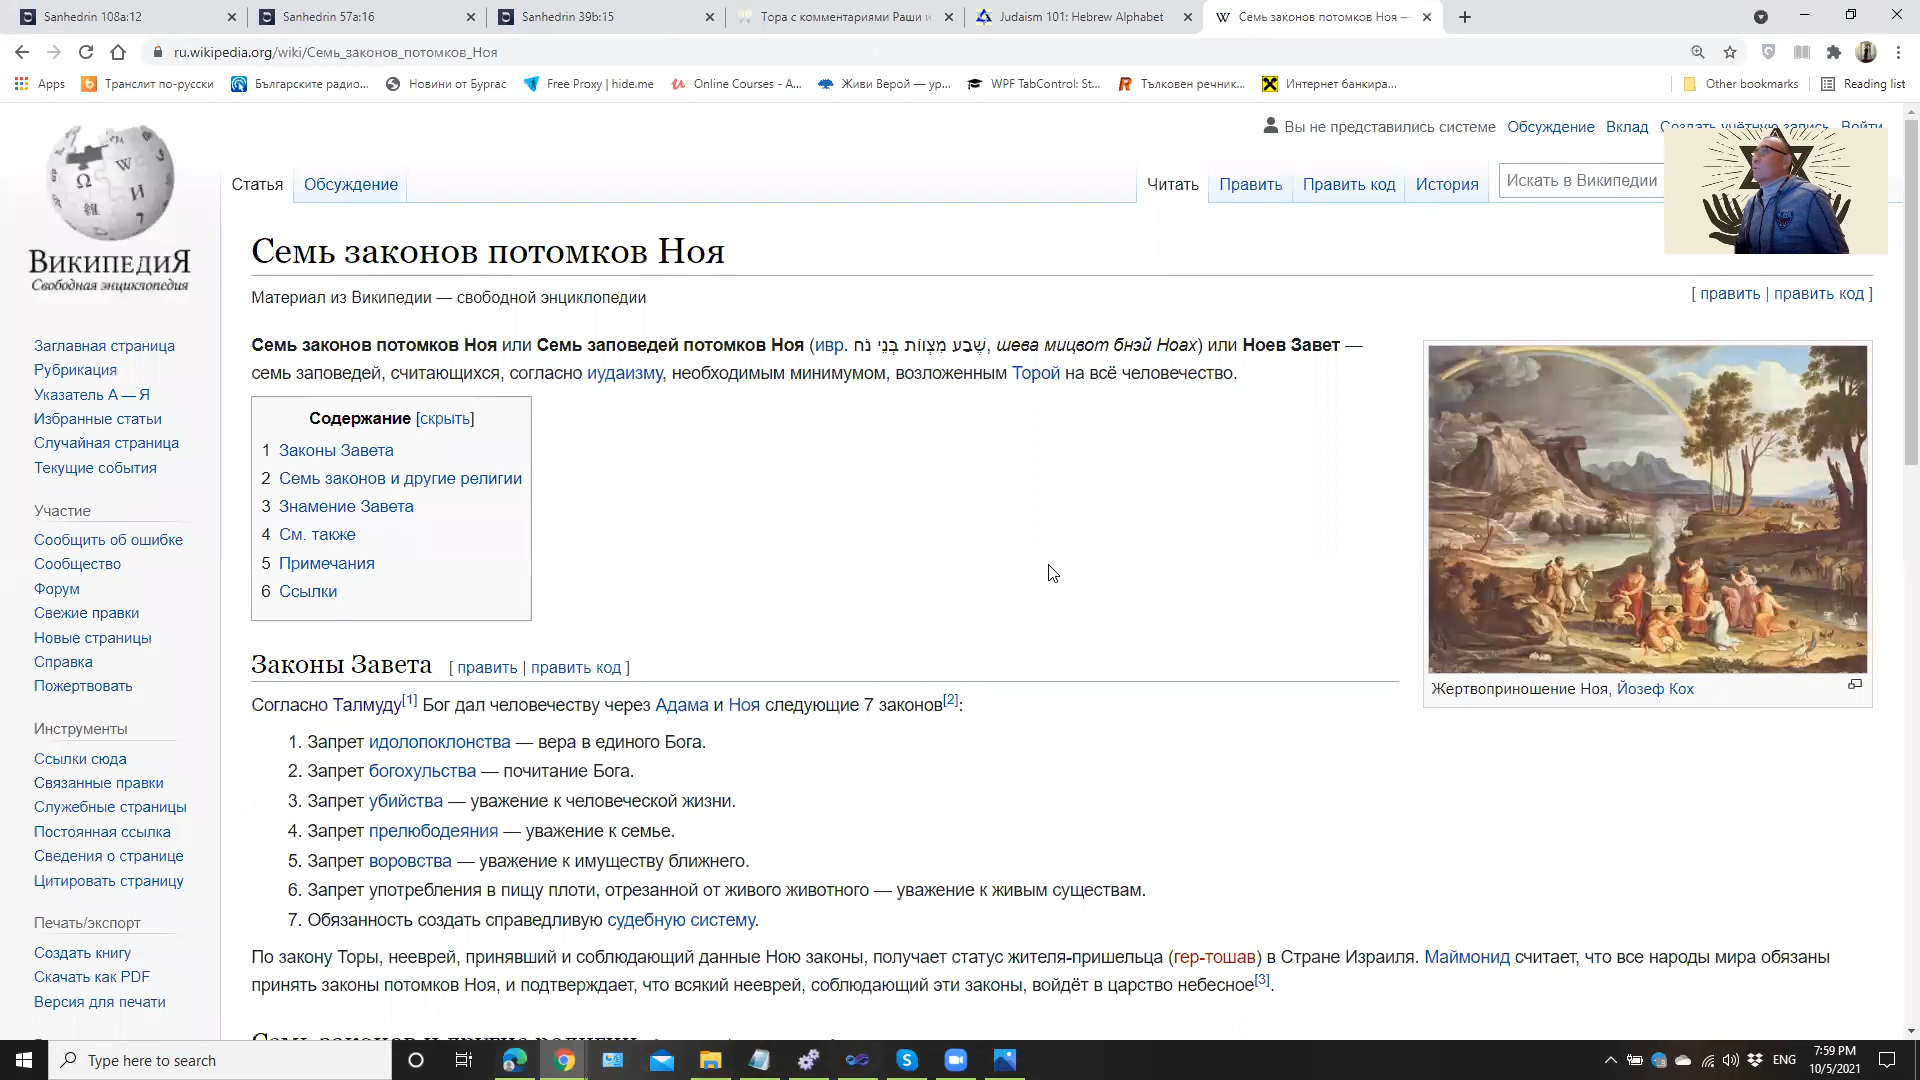 Sanhedrin 108a:12
Sanhedrin 57a:16
Sanhedrin 39b:15
Тора с комментариями Раши и
Judaism 101: Hebrew Alphabet
Семь законов потомков Ноя —
ru.wikipedia.org/wiki/Семь_законов_потомков_Ноя
Apps
Транслит по-русски
Българските радио...
Новини от Бургас
Free Proxy | hide.me
Online Courses - A...
Живи Верой — ур...
WPF TabControl: St...
Тълковен речник...
Интернет банкира...
Other bookmarks
Reading list
Вы не представились системе Обсуждение Вклад Создать учётную запись Войти
Статья Обсуждение Читать Править Править код История Искать в Википедии
ВикипедиЯ
Свободная энциклопедия
Семь законов потомков Ноя
Материал из Википедии — свободной энциклопедии
[ править | править код ]
Семь законов потомков Ноя или Семь заповедей потомков Ноя (ивр. שֶׁבַע מִצְווֹת בְּנֵי נֹחַ, шева мицвот бнэй Ноах) или Ноев Завет —
семь заповедей, считающихся, согласно иудаизму, необходимым минимумом, возложенным Торой на всё человечество.
Содержание [скрыть]
1 Законы Завета
2 Семь законов и другие религии
3 Знамение Завета
4 См. также
5 Примечания
6 Ссылки
Жертвоприношение Ноя, Йозеф Кох
Законы Завета [ править | править код ]
Согласно Талмуду[1] Бог дал человечеству через Адама и Ноя следующие 7 законов[2]:
1. Запрет идолопоклонства — вера в единого Бога.
2. Запрет богохульства — почитание Бога.
3. Запрет убийства — уважение к человеческой жизни.
4. Запрет прелюбодеяния — уважение к семье.
5. Запрет воровства — уважение к имуществу ближнего.
6. Запрет употребления в пищу плоти, отрезанной от живого животного — уважение к живым существам.
7. Обязанность создать справедливую судебную систему.
По закону Торы, нееврей, принявший и соблюдающий данные Ною законы, получает статус жителя-пришельца (гер-тошав) в Стране Израиля. Маймонид считает, что все народы мира обязаны
принять законы потомков Ноя, и подтверждает, что всякий нееврей, соблюдающий эти законы, войдёт в царство небесное[3].
Семь законов и другие религии
Заглавная страница
Рубрикация
Указатель А — Я
Избранные статьи
Случайная страница
Текущие события
Участие
Сообщить об ошибке
Сообщество
Форум
Свежие правки
Новые страницы
Справка
Пожертвовать
Инструменты
Ссылки сюда
Связанные правки
Служебные страницы
Постоянная ссылка
Сведения о странице
Цитировать страницу
Печать/экспорт
Создать книгу
Скачать как PDF
Версия для печати
Type here to search
ENG
7:59 PM
10/5/2021